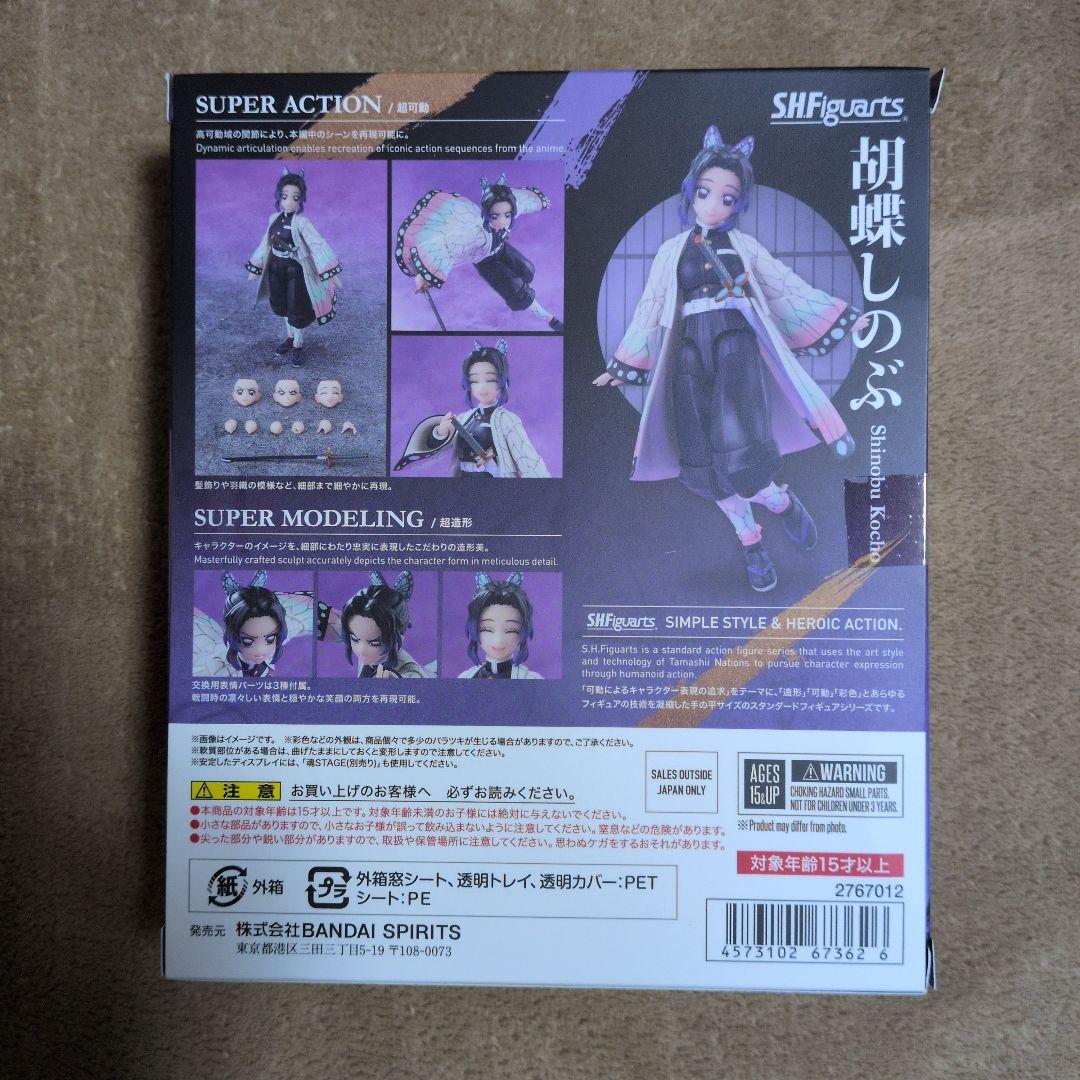 SUPER ACTION / 超可動
高可動域の関節により、本編中のシーンを再現可能に。
Dynamic articulation enables recreation of iconic action sequences from the anime.
髪飾りや羽織の模様など、細部まで細やかに再現。
SUPER MODELING / 超造形
キャラクターのイメージを、細部にわたり忠実に表現したこだわりの造形美。
Masterfully crafted sculpt accurately depicts the character form in meticulous detail.
交換用表情パーツは3種付属。
戦闘時の凛々しい表情と穏やかな笑顔の両方を再現可能。
S.H.Figuarts
胡蝶しのぶ
Shinobu Kocho
S.H.Figuarts SIMPLE STYLE & HEROIC ACTION.
S.H.Figuarts is a standard action figure series that uses the art style
and technology of Tamashii Nations to pursue character expression
through humanoid action.
「可動によるキャラクター表現の追求」をテーマに、「造形」「可動」「彩色」とあらゆる
フィギュアの技術を凝縮した手の平サイズのスタンダードフィギュアシリーズです。
※画像はイメージです。 ※彩色などの外観は、商品個々で多少のバラツキが生じる場合がありますので、ご了承ください。
※軟質部位がある場合は、曲げたままにしておくと変形しますので注意してください。
※安定したディスプレイには、「魂STAGE(別売り)」も使用してください。
注意 お買い上げのお客様へ 必ずお読みください。
●本商品の対象年齢は15才以上です。対象年齢未満のお子様には絶対に与えないでください。
●小さな部品がありますので、小さなお子様が誤って飲み込まないように注意してください。窒息などの危険があります。
●尖った部分や鋭い部分がありますので、取扱や保管場所に注意してください。思わぬケガをするおそれがあります。
SALES OUTSIDE
JAPAN ONLY
AGES
15&UP
WARNING
CHOKING HAZARD SMALL PARTS.
NOT FOR CHILDREN UNDER 3 YEARS.
※Product may differ from photo.
対象年齢15才以上
2767012
紙 外箱
プラ 外箱窓シート、透明トレイ、透明カバー:PET
シート:PE
発売元 株式会社BANDAI SPIRITS
東京都港区三田三丁目5-19 〒108-0073
4573102 67362 6